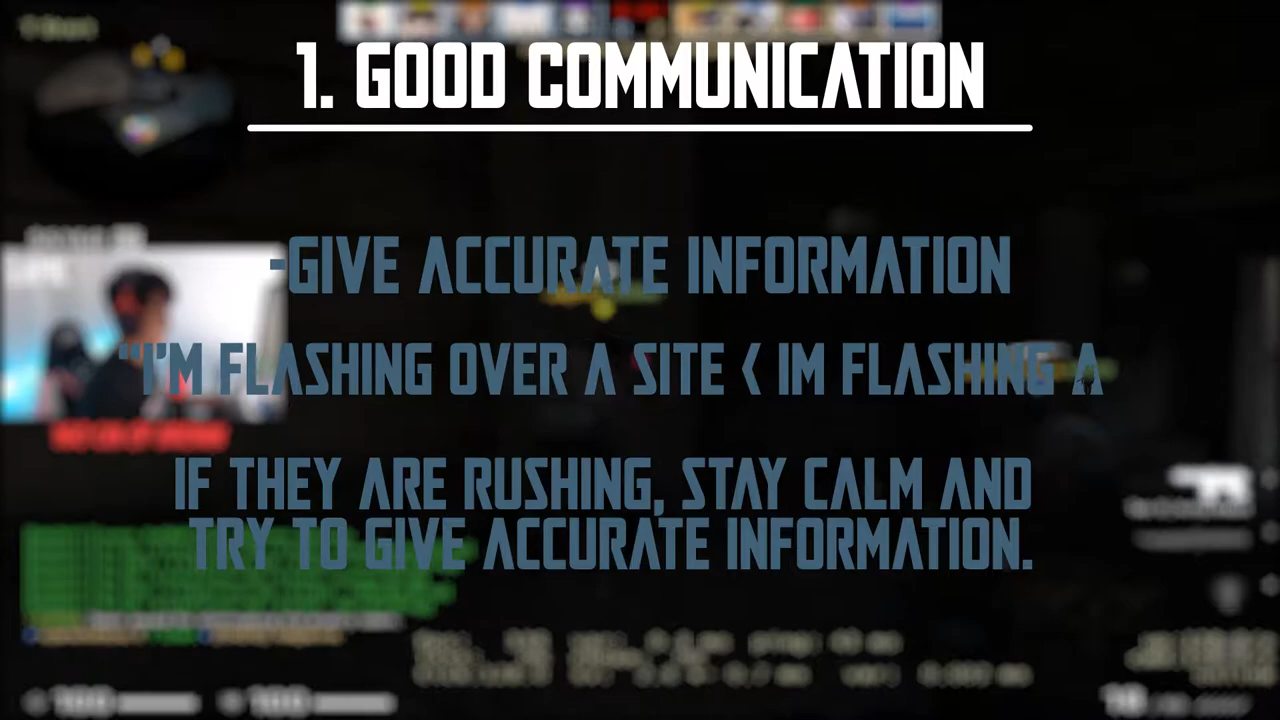 1. GOOD COMMUNICATION
-GIVE ACCURATE INFORMATION
"I'M FLASHING OVER A SITE < IM FLASHING A
IF THEY ARE RUSHING, STAY CALM AND
TRY TO GIVE ACCURATE INFORMATION.